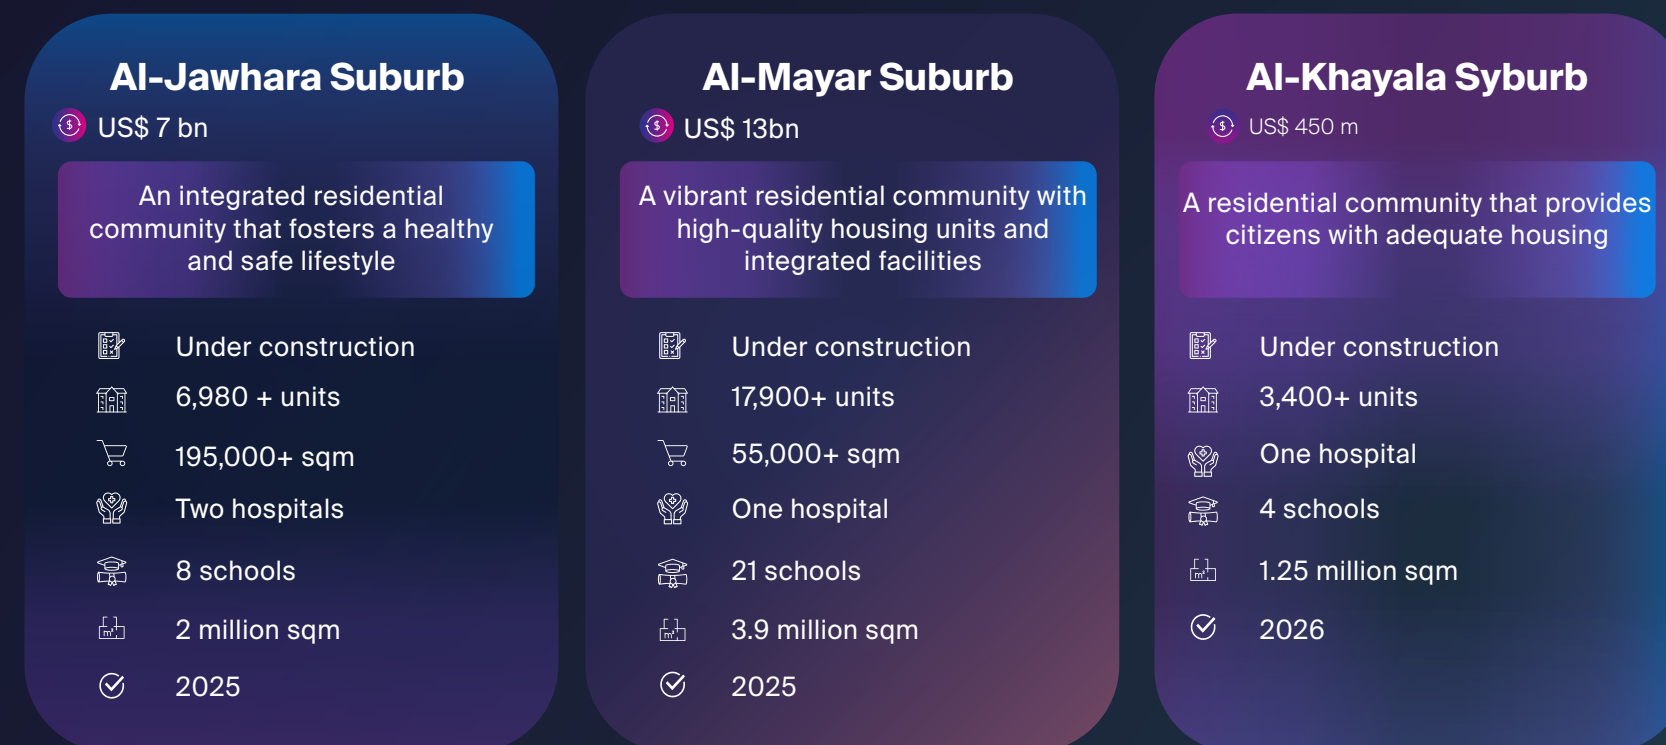 Al-Jawhara Suburb
US$ 7 bn
An integrated residential
community that fosters a healthy
and safe lifestyle
Under construction
6,980 + units
195,000+ sqm
Two hospitals
8 schools
2 million sqm
2025
Al-Mayar Suburb
US$ 13bn
A vibrant residential community with
high-quality housing units and
integrated facilities
Under construction
17,900+ units
55,000+ sqm
One hospital
21 schools
3.9 million sqm
2025
Al-Khayala Syburb
US$ 450 m
A residential community that provides
citizens with adequate housing
Under construction
3,400+ units
One hospital
4 schools
1.25 million sqm
2026